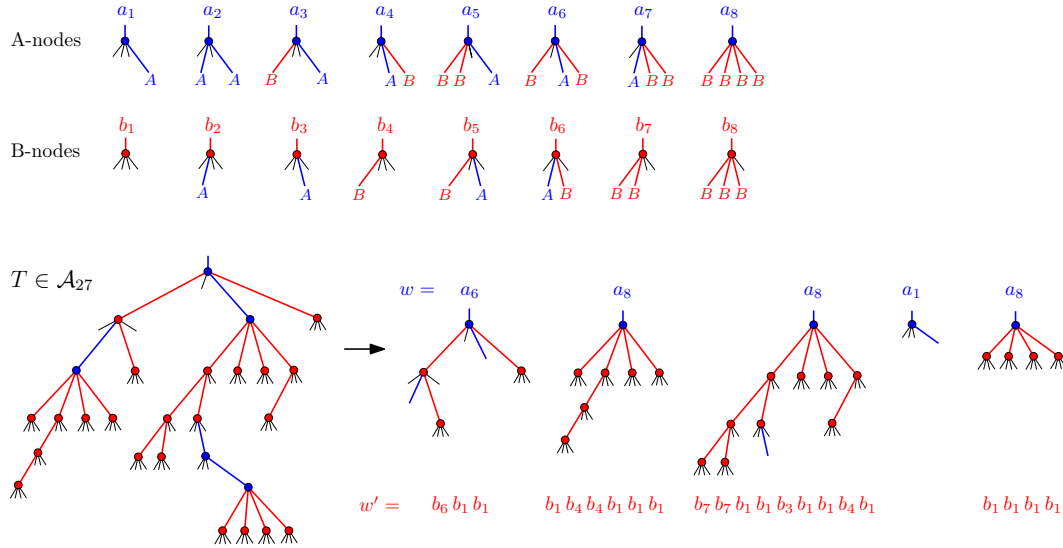 a₁ a₂ a₃ a₄ a₅ a₆ a₇ a₈
A-nodes
A A A B A A B B B A B A B A B B B B B B
b₁ b₂ b₃ b₄ b₅ b₆ b₇ b₈
B-nodes
A A B B A A B B B B B B
T ∈ 𝒜₂₇
w = a₆ a₈ a₈ a₁ a₈
w' = b₆ b₁ b₁ b₁ b₄ b₄ b₁ b₁ b₁ b₇ b₇ b₁ b₁ b₃ b₁ b₁ b₄ b₁ b₁ b₁ b₁ b₁